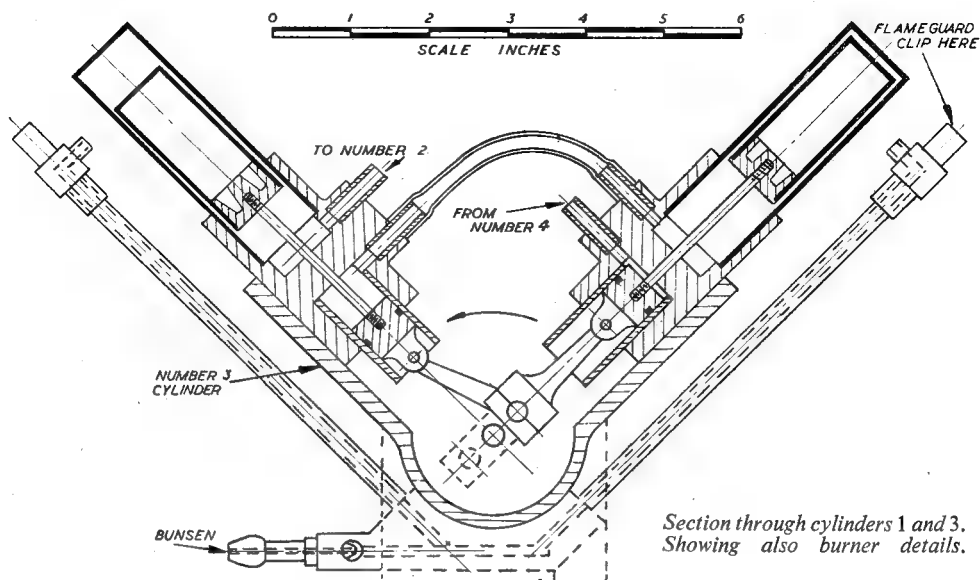 0 1 2 3 4 5 6
SCALE INCHES
FLAMEGUARD
CLIP HERE
TO NUMBER 2
FROM
NUMBER 4
NUMBER 3
CYLINDER
BUNSEN
Section through cylinders 1 and 3.
Showing also burner details.